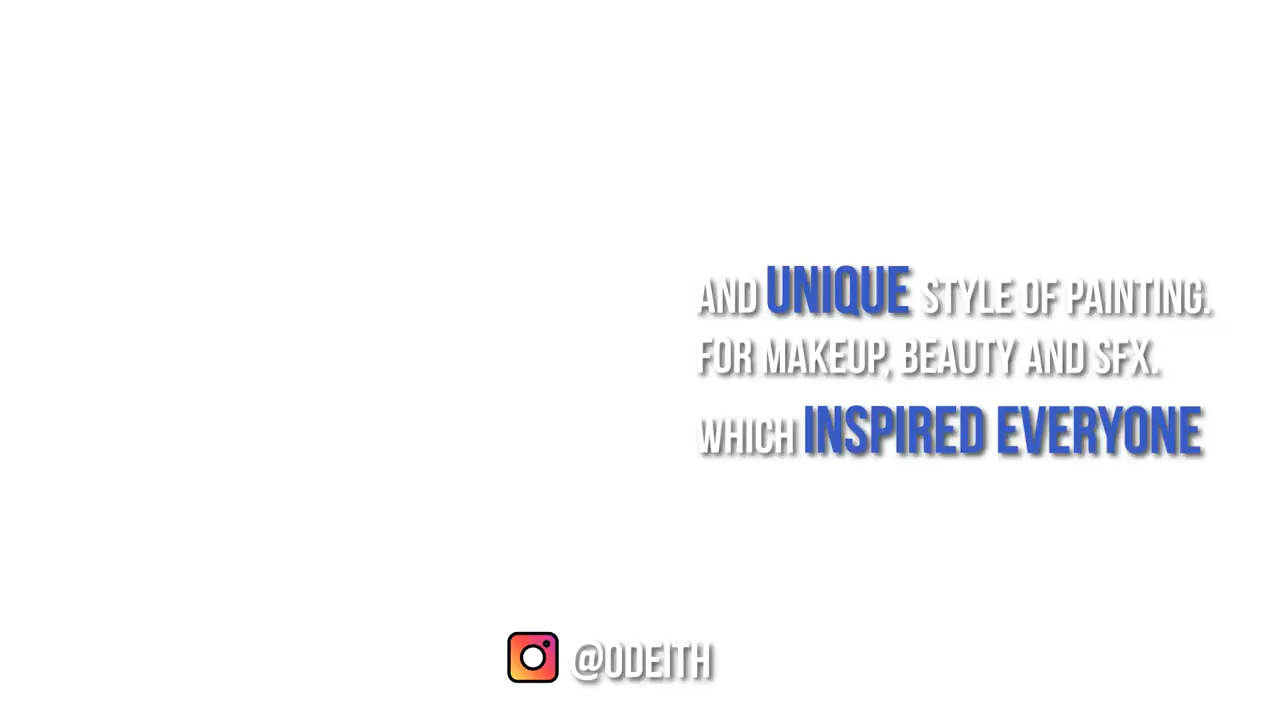 AND UNIQUE STYLE OF PAINTING.
FOR MAKEUP, BEAUTY AND SFX.
WHICH INSPIRED EVERYONE
@ODEITH